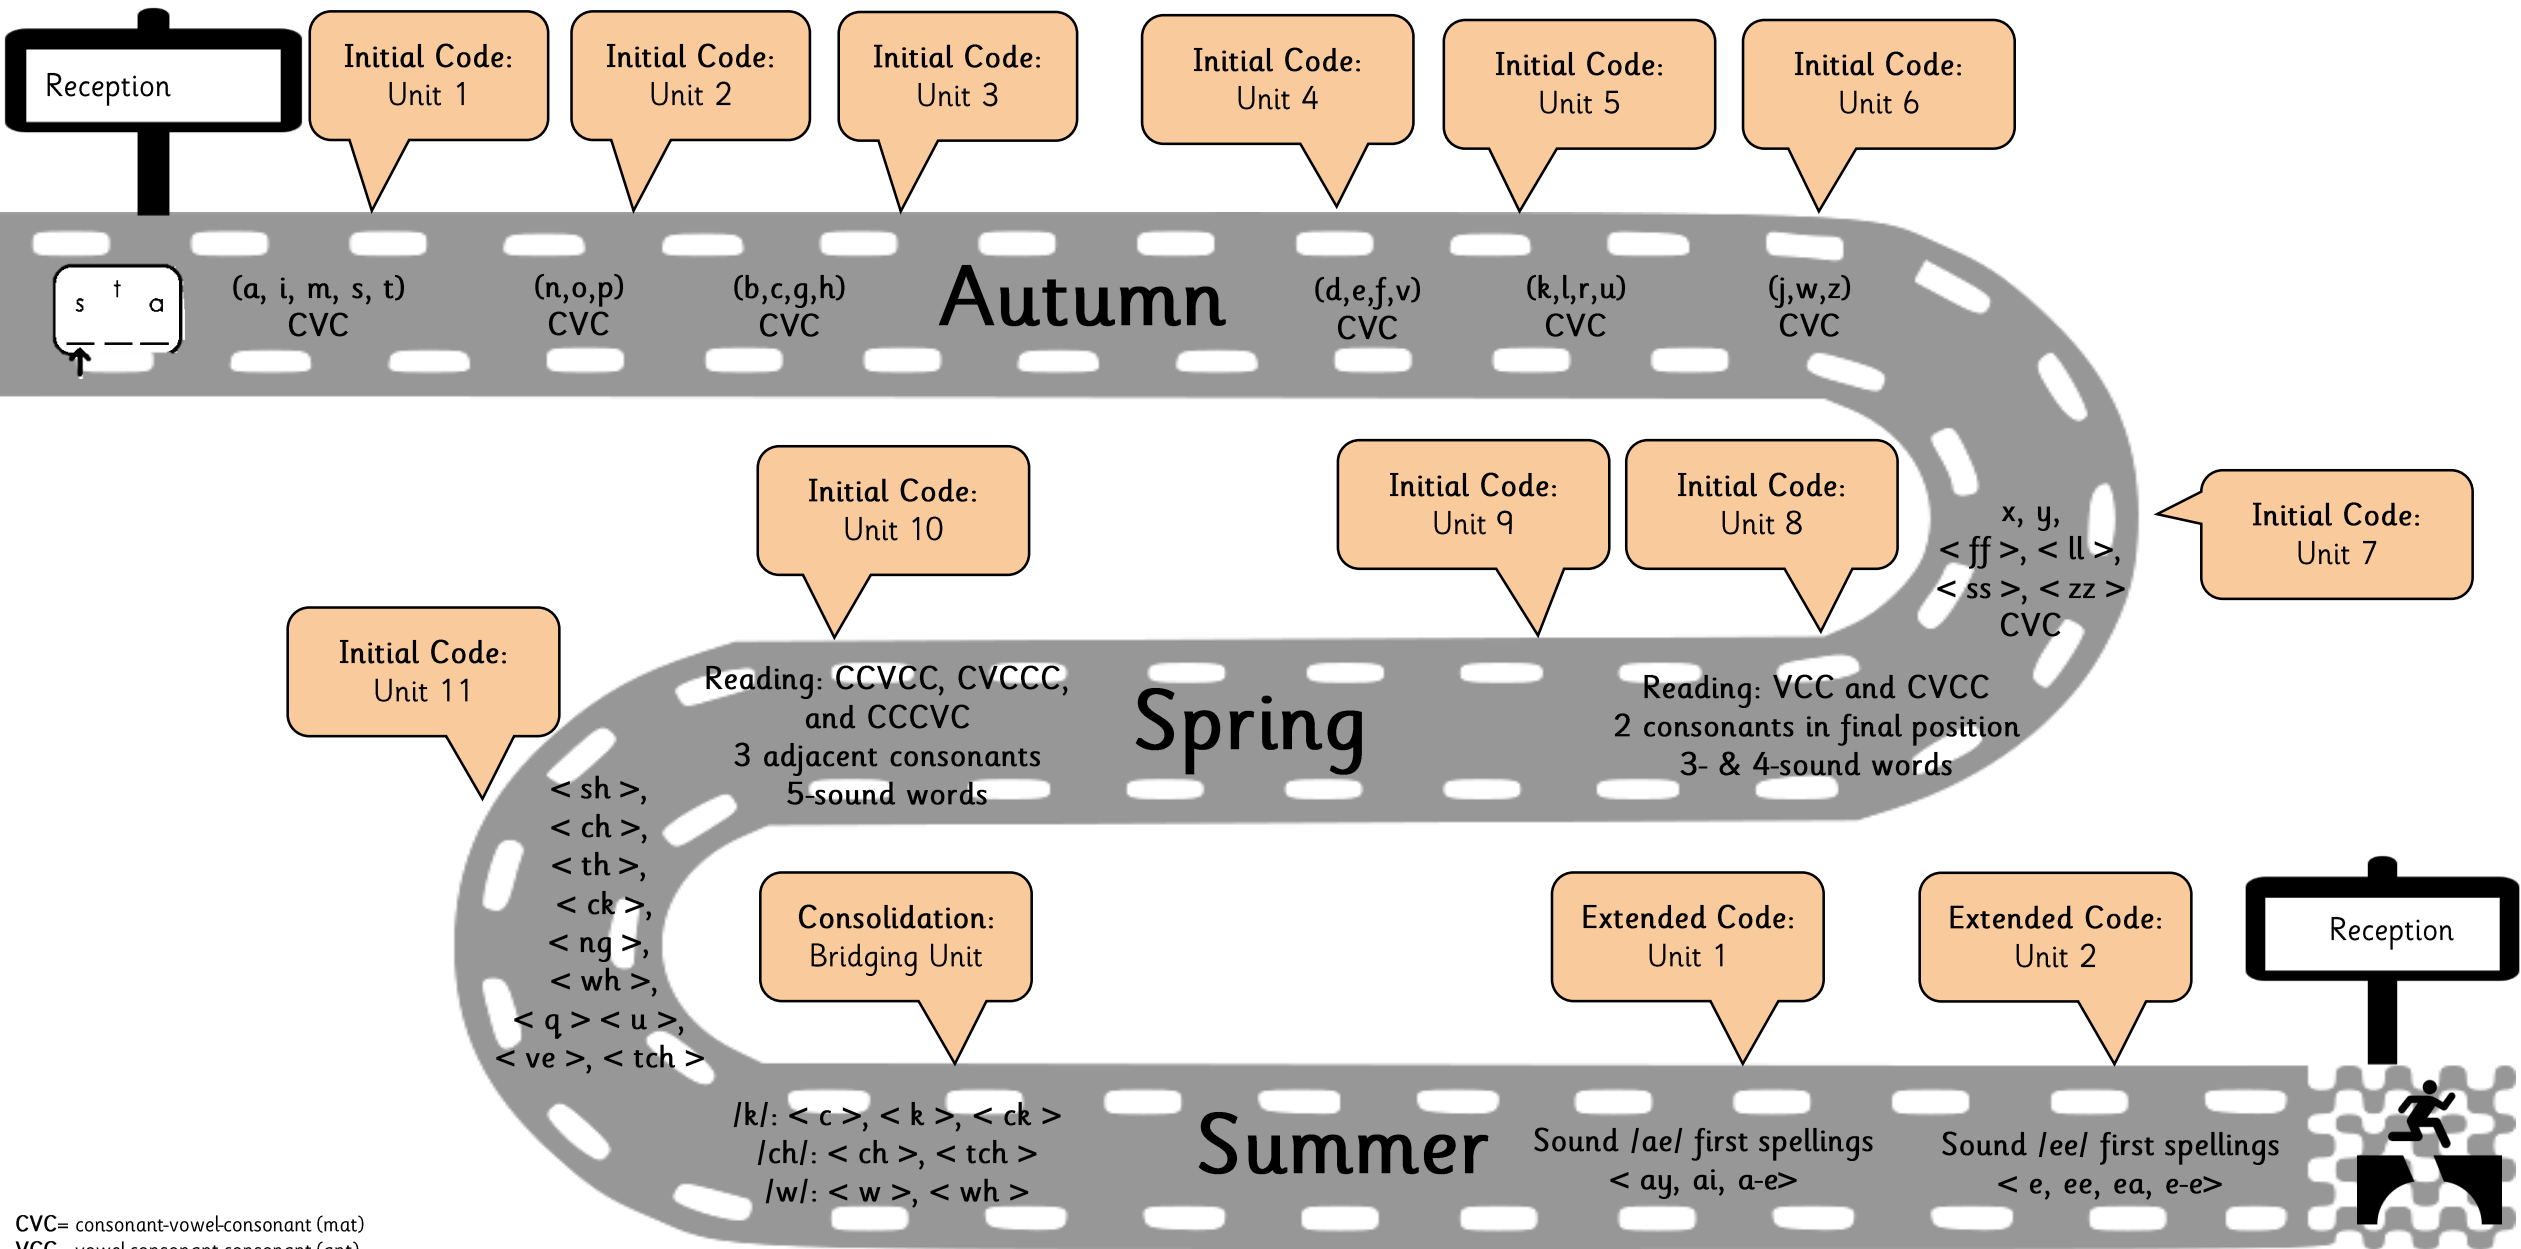 Reception
Initial Code:
Unit 1
Initial Code:
Unit 2
Initial Code:
Unit 3
Initial Code:
Unit 4
Initial Code:
Unit 5
Initial Code:
Unit 6
s t a
(a, i, m, s, t)
CVC
(n,o,p)
CVC
(b,c,g,h)
CVC
Autumn
(d,e,f,v)
CVC
(k,l,r,u)
CVC
(j,w,z)
CVC
Initial Code:
Unit 7
x, y,
< ff >, < ll >,
< ss >, < zz >
CVC
Initial Code:
Unit 8
Initial Code:
Unit 9
Reading: VCC and CVCC
2 consonants in final position
3- & 4-sound words
Spring
Initial Code:
Unit 10
Reading: CCVCC, CVCCC,
and CCCVC
3 adjacent consonants
5-sound words
Initial Code:
Unit 11
< sh >,
< ch >,
< th >,
< ck >,
< ng >,
< wh >,
< q > < u >,
< ve >, < tch >
Consolidation:
Bridging Unit
/k/: < c >, < k >, < ck >
/ch/: < ch >, < tch >
/w/: < w >, < wh >
Summer
Extended Code:
Unit 1
Sound /ae/ first spellings
< ay, ai, a-e>
Extended Code:
Unit 2
Sound /ee/ first spellings
< e, ee, ea, e-e>
Reception
CVC= consonant-vowel-consonant (mat)
VCC= vowel-consonant-consonant (ant)